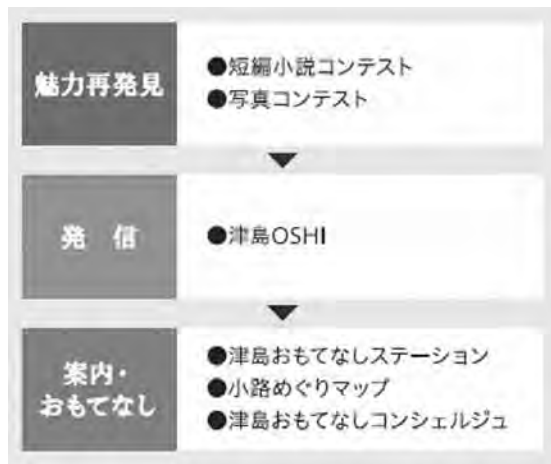 魅力再発見
●短編小説コンテスト
●写真コンテスト
発 信
●津島OSHI
案内・
おもてなし
●津島おもてなしステーション
●小路めぐりマップ
●津島おもてなしコンシェルジュ